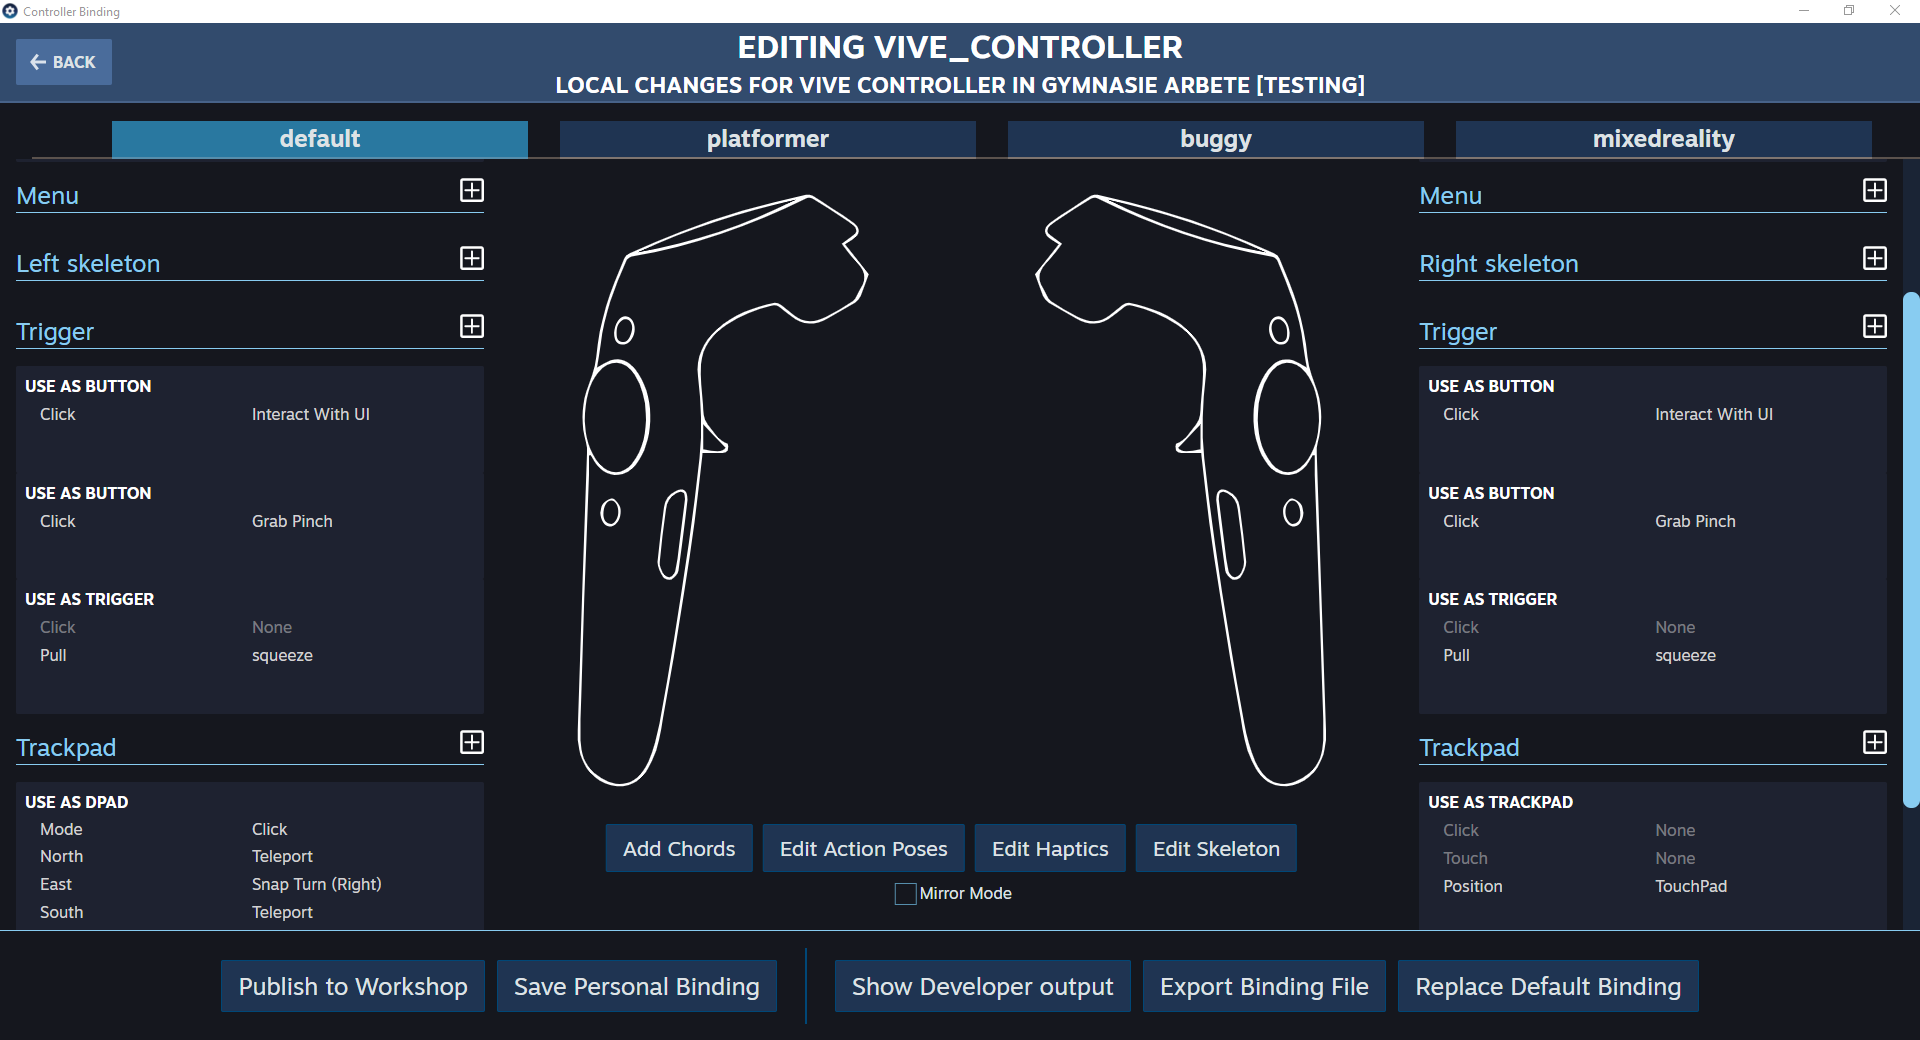 Controller Binding
BACK
EDITING VIVE_CONTROLLER
LOCAL CHANGES FOR VIVE CONTROLLER IN GYMNASIE ARBETE [TESTING]
default
platformer
buggy
mixedreality
Menu
Left skeleton
Trigger
USE AS BUTTON
Click Interact With UI
USE AS BUTTON
Click Grab Pinch
USE AS TRIGGER
Click None
Pull squeeze
Trackpad
USE AS DPAD
Mode Click
North Teleport
East Snap Turn (Right)
South Teleport
Add Chords
Edit Action Poses
Edit Haptics
Edit Skeleton
Mirror Mode
Menu
Right skeleton
Trigger
USE AS BUTTON
Click Interact With UI
USE AS BUTTON
Click Grab Pinch
USE AS TRIGGER
Click None
Pull squeeze
Trackpad
USE AS TRACKPAD
Click None
Touch None
Position TouchPad
Publish to Workshop
Save Personal Binding
Show Developer output
Export Binding File
Replace Default Binding